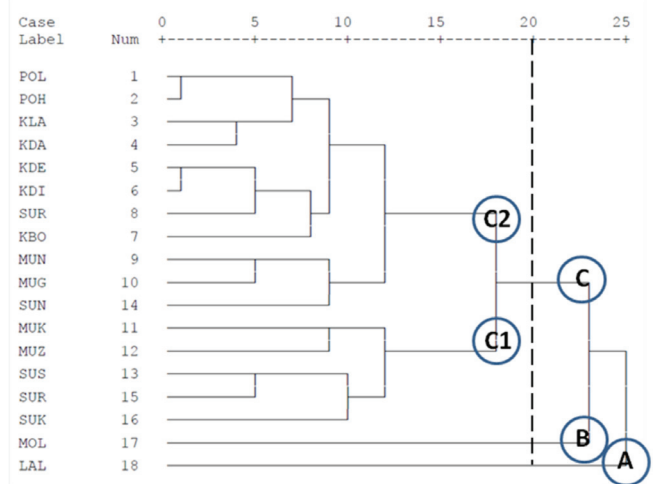 Case 0 5 10 15 20 25
Label Num +---------+---------+---------+---------+---------+
POL 1
POH 2
KLA 3
KDA 4
KDE 5
KDI 6
SUR 8
KBO 7
MUN 9
MUG 10
SUN 14
MUK 11
MUZ 12
SUS 13
SUR 15
SUK 16
MOL 17
LAL 18
C2
C
C1
B
A